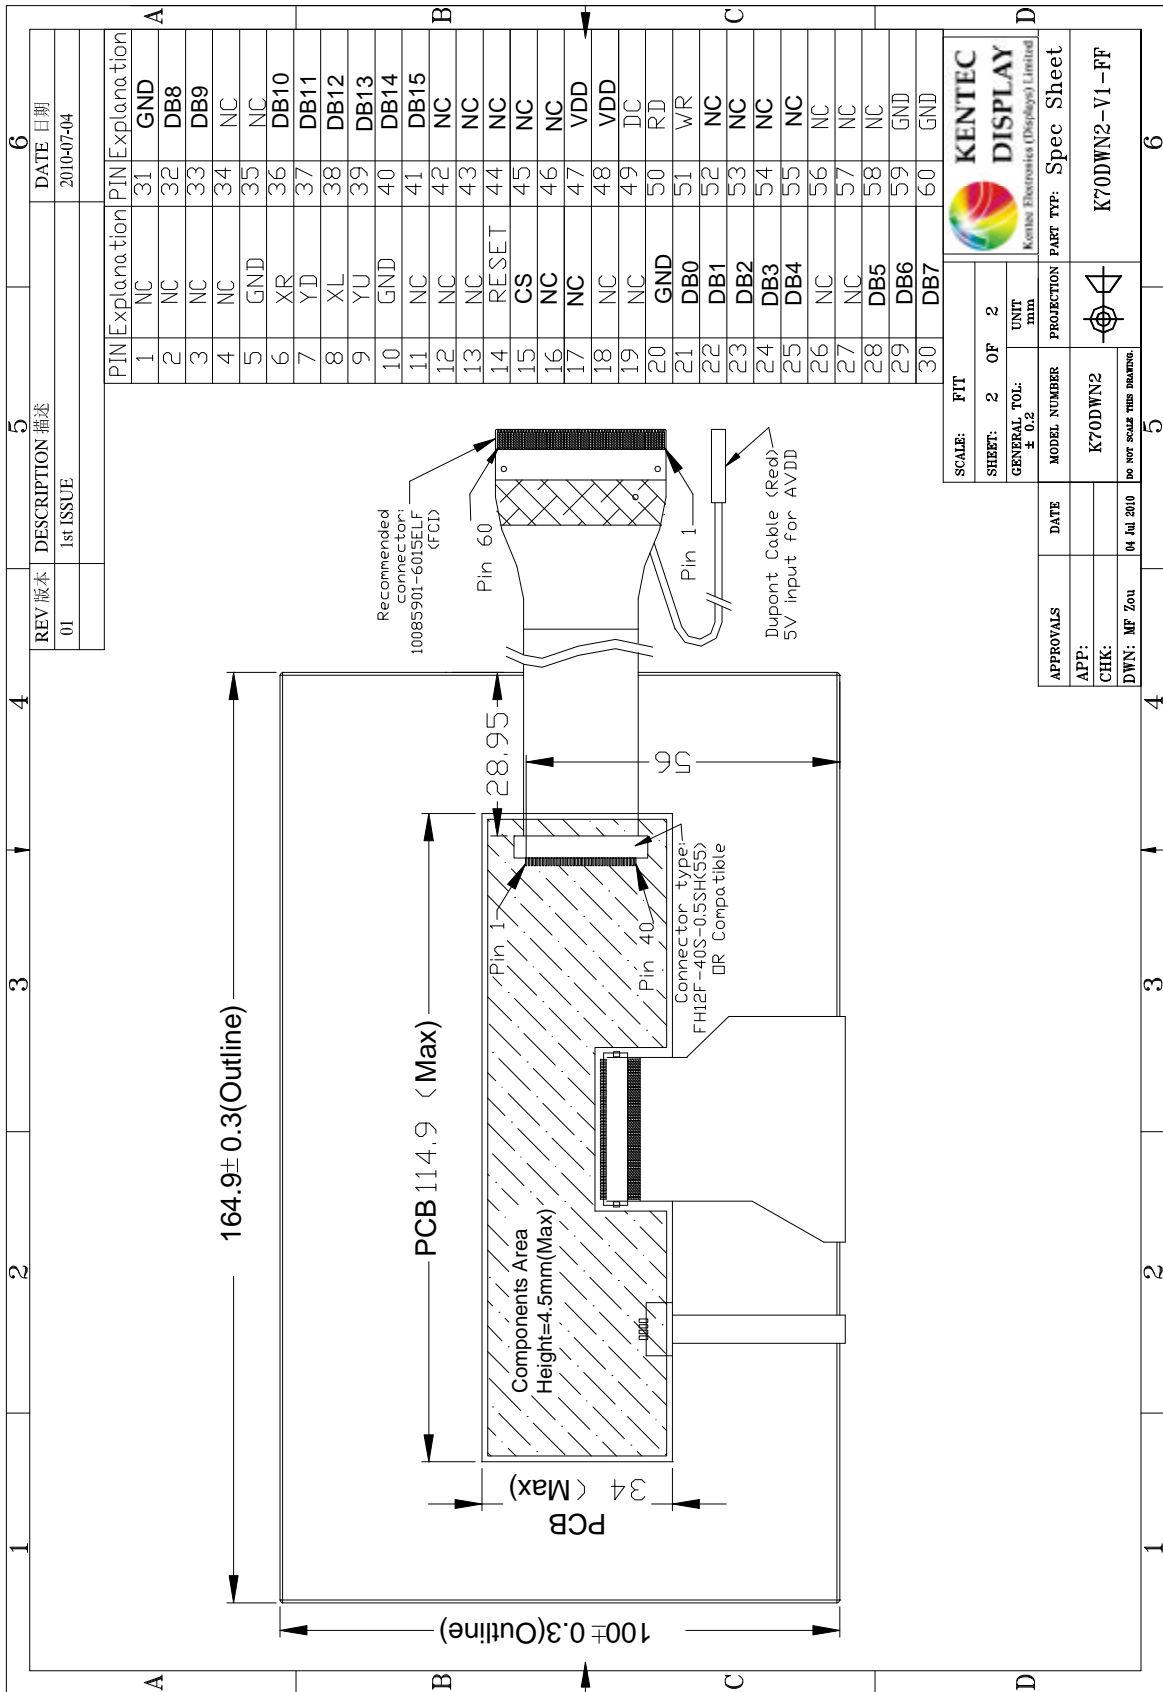 1 2 3 4 5 6
A B C D
REV 版本 DESCRIPTION 描述 DATE 日期
01 1st ISSUE 2010-07-04
PIN Explanation PIN Explanation
1 NC 31 GND
2 NC 32 DB8
3 NC 33 DB9
4 NC 34 NC
5 GND 35 NC
6 XR 36 DB10
7 YD 37 DB11
8 XL 38 DB12
9 YU 39 DB13
10 GND 40 DB14
11 NC 41 DB15
12 NC 42 NC
13 NC 43 NC
14 RESET 44 NC
15 CS 45 NC
16 NC 46 NC
17 NC 47 VDD
18 NC 48 VDD
19 NC 49 DC
20 GND 50 RD
21 DB0 51 WR
22 DB1 52 NC
23 DB2 53 NC
24 DB3 54 NC
25 DB4 55 NC
26 NC 56 NC
27 NC 57 NC
28 DB5 58 NC
29 DB6 59 GND
30 DB7 60 GND
164.9± 0.3(Outline)
100±0.3(Outline)
PCB 114.9 (Max)
PCB
34 (Max)
28.95
56
Components Area
Height=4.5mm(Max)
Pin 1
Pin 40
Connector type:
FH12F-40S-0.5SH(55)
OR Compatible
Recommended
connector:
10085901-6015ELF
(FCI)
Pin 60
Pin 1
Dupont Cable (Red)
5V input for AVDD
SCALE: FIT
SHEET: 2 OF 2
GENERAL TOL:
± 0.2
UNIT
mm
KENTEC
DISPLAY
Kentec Electronics (Displays) Limited
APPROVALS DATE MODEL NUMBER PROJECTION PART TYP: Spec Sheet
APP:
CHK:
DWN: MF Zou 04 Jul 2010
K70DWN2
K70DWN2-V1-FF
DO NOT SCALE THIS DRAWING.
A B C D
1 2 3 4 5 6